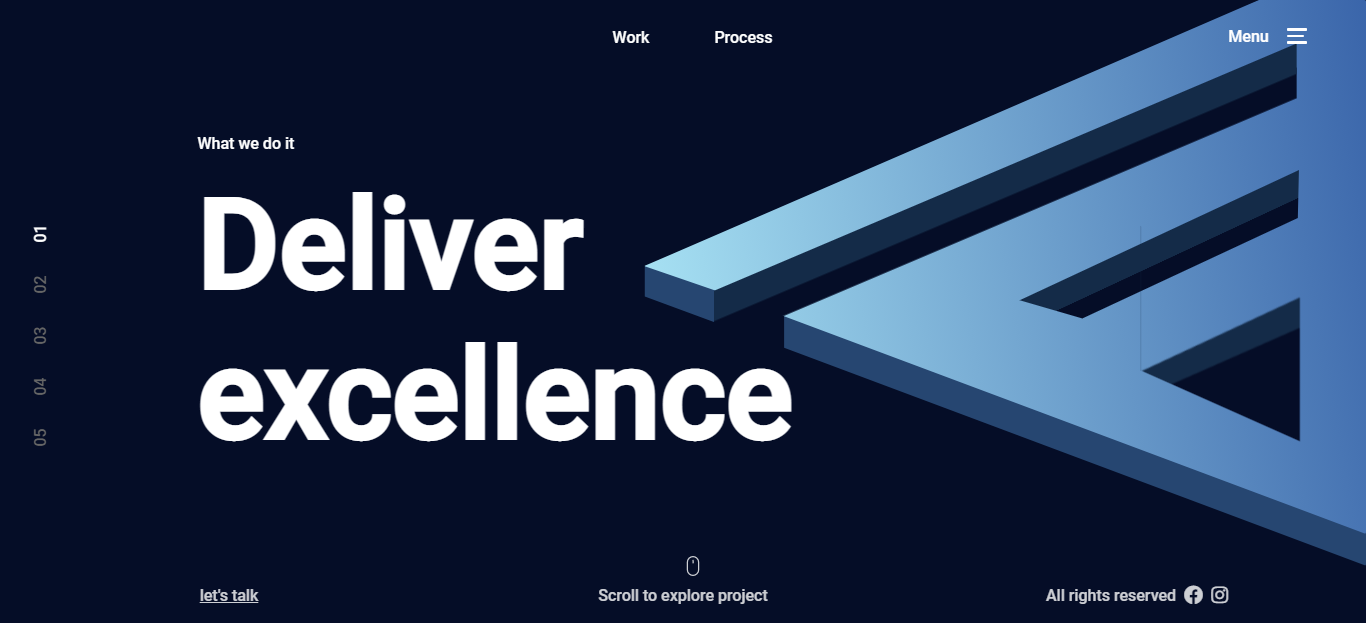 Work Process Menu
What we do it
01
02
03
04
05
Deliver
excellence
let's talk
Scroll to explore project
All rights reserved